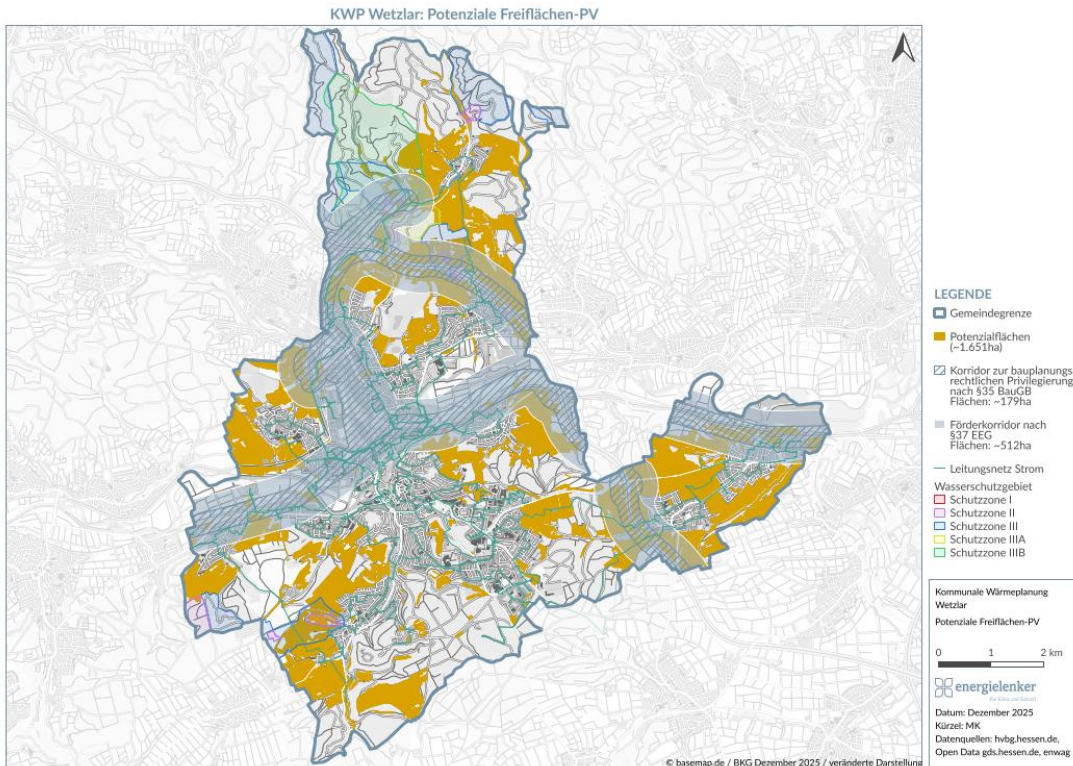 KWP Wetzlar: Potenziale Freiflächen-PV
LEGENDE
Gemeindegrenze
Potenzialflächen
(~1.651ha)
Korridor zur bauplanungs
rechtlichen Privilegierung
nach §35 BauGB
Flächen: ~179ha
Förderkorridor nach
§37 EEG
Flächen: ~512ha
Leitungsnetz Strom
Wasserschutzgebiet
Schutzzone I
Schutzzone II
Schutzzone III
Schutzzone IIIA
Schutzzone IIIB
Kommunale Wärmeplanung
Wetzlar
Potenziale Freiflächen-PV
0 1 2 km
energielenker
Datum: Dezember 2025
Kürzel: MK
Datenquellen: hvbg.hessen.de,
Open Data gds.hessen.de, enwag
© basemap.de / BKG Dezember 2025 / veränderte Darstellung